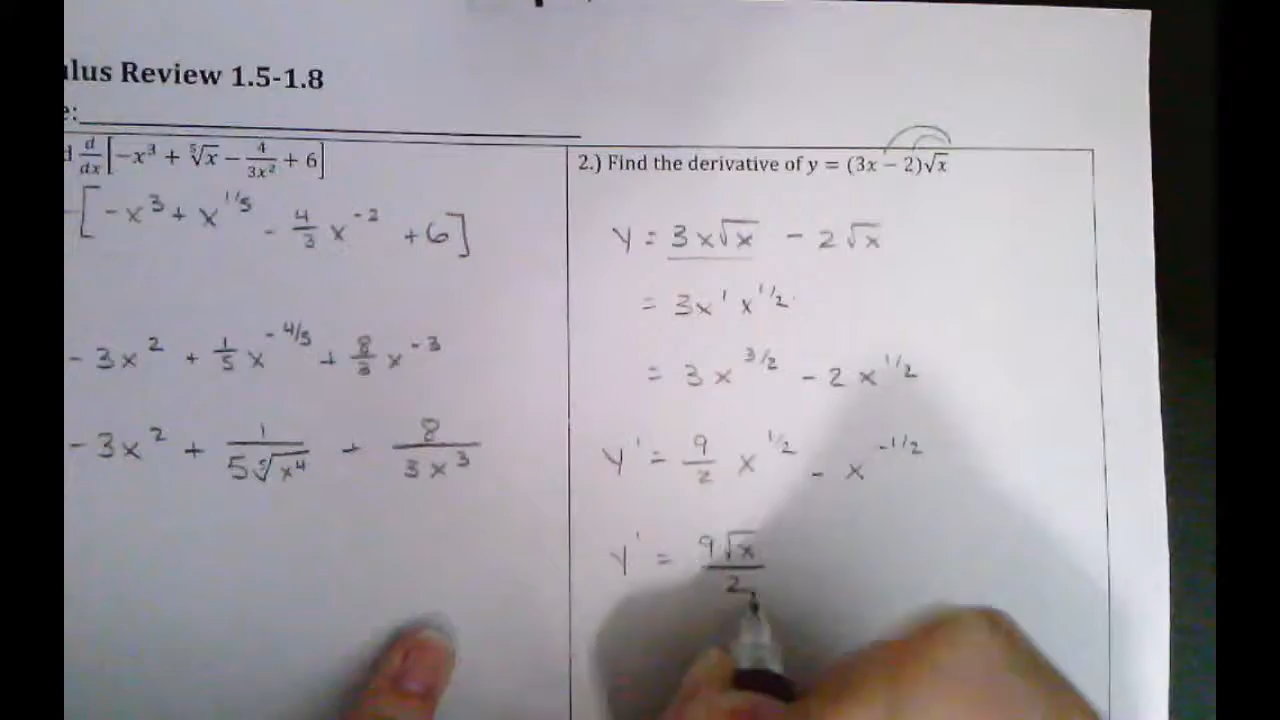 lus Review 1.5-1.8
e:
d/dx [−x³ + ⁵√x − 4/(3x²) + 6]
[-x³ + x^(1/5) - 4/3 x^(-2) + 6]
- 3x² + 1/5 x^(-4/5) + 8/3 x^(-3)
- 3x² + 1/(5 ⁵√(x⁴)) + 8/(3x³)
2.) Find the derivative of y = (3x − 2)√x
y = 3x√x - 2√x
= 3x¹ x^(1/2)
= 3x^(3/2) - 2x^(1/2)
y' = 9/2 x^(1/2) - x^(-1/2)
y' = 9√x/2